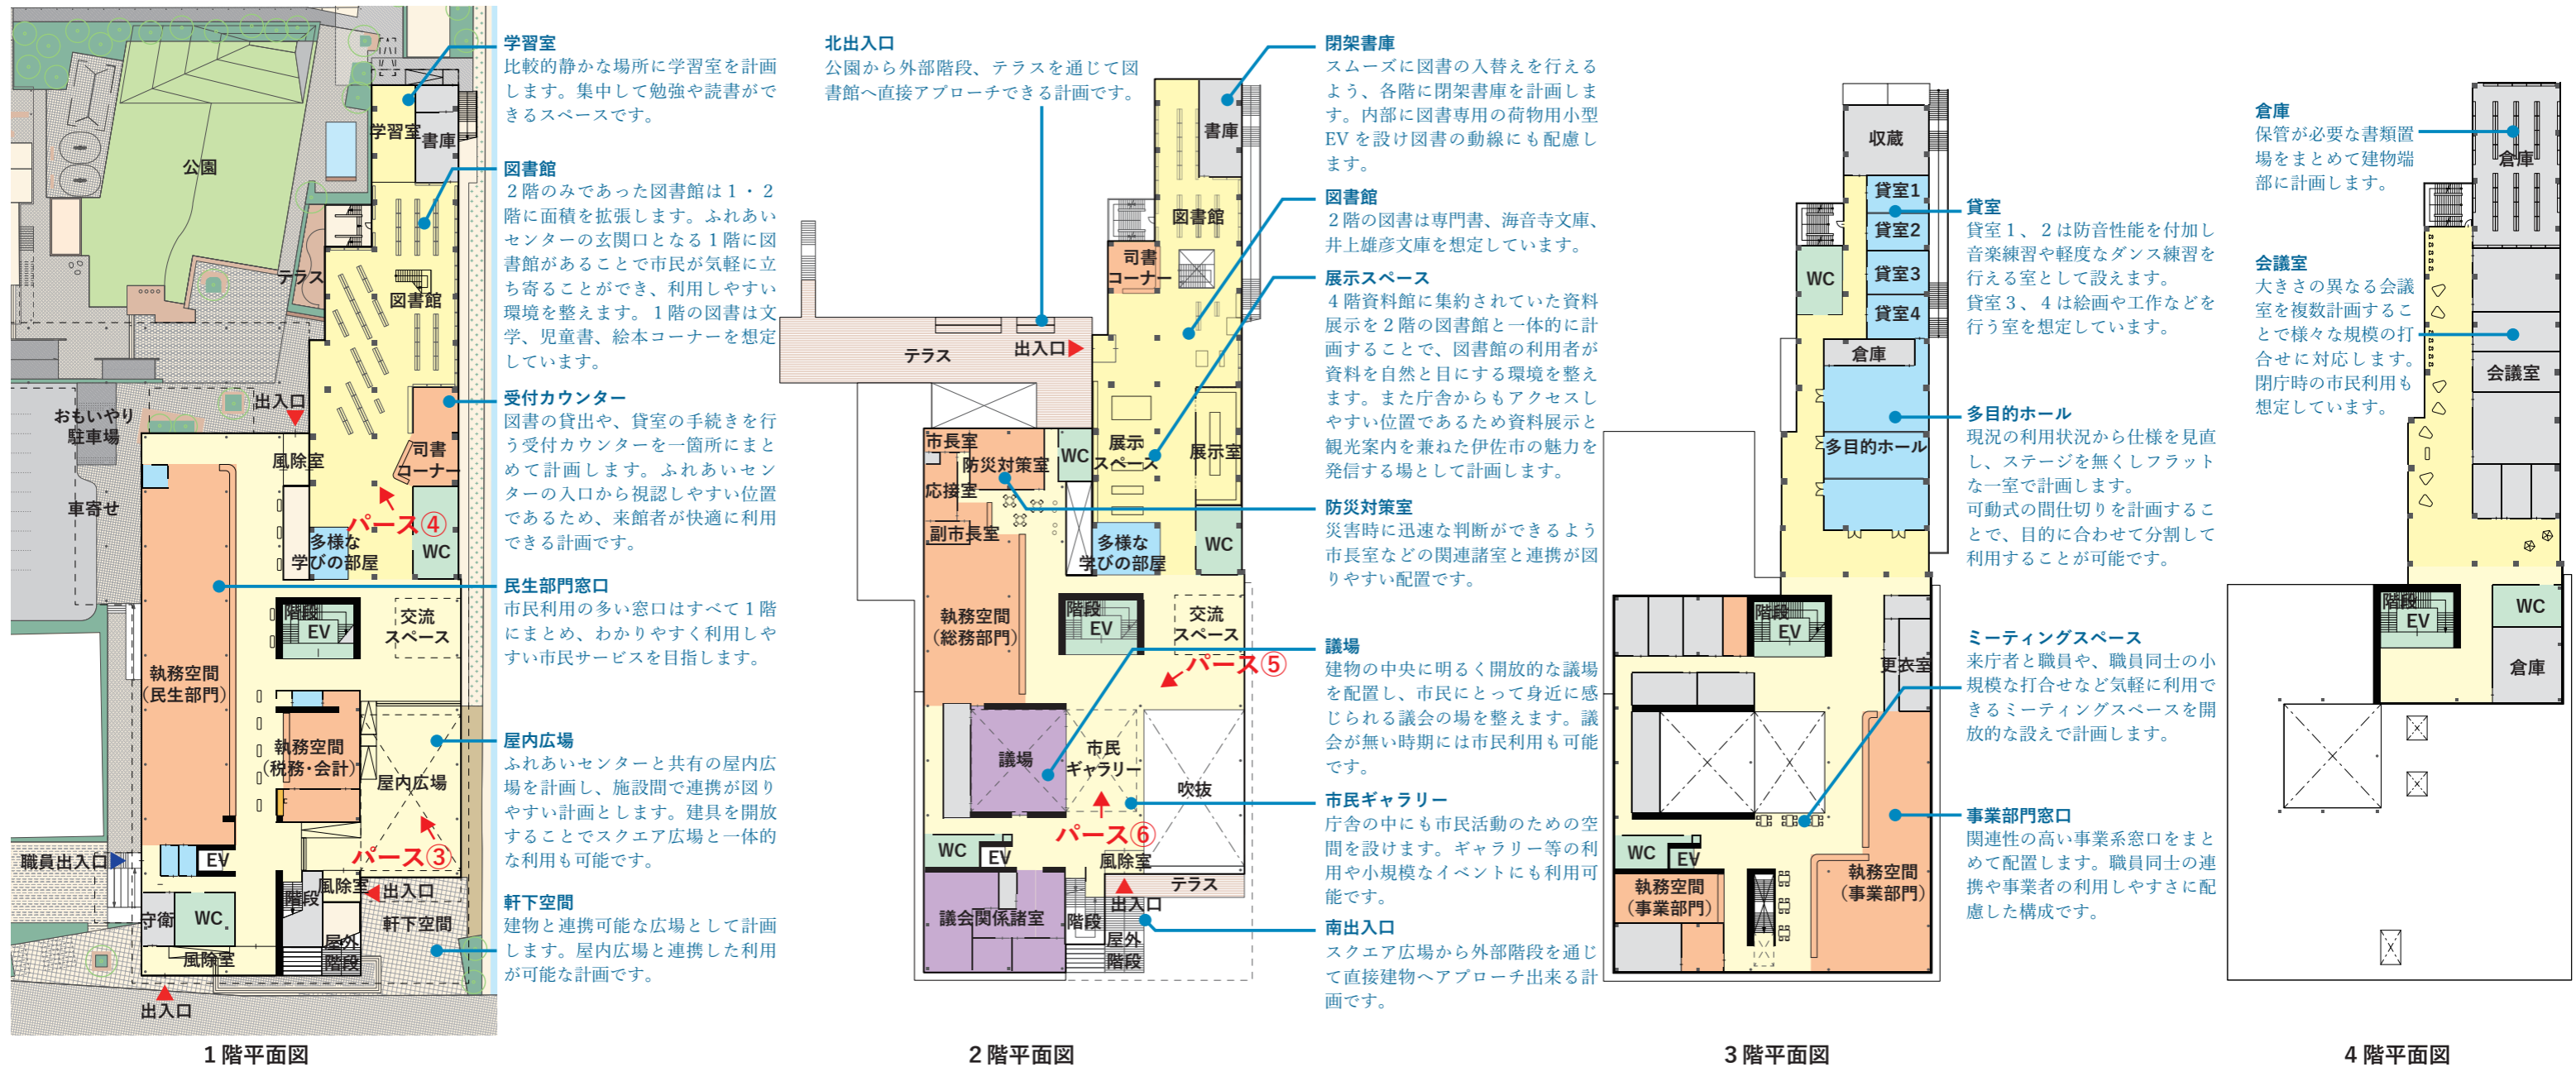 学習室
比較的静かな場所に学習室を計画
します。集中して勉強や読書がで
きるスペースです。
図書館
２階のみであった図書館は１・２
階に面積を拡張します。ふれあい
センターの玄関口となる１階に図
書館があることで市民が気軽に立
ち寄ることができ、利用しやすい
環境を整えます。１階の図書は文
学、児童書、絵本コーナーを想定
しています。
受付カウンター
図書の貸出や、貸室の手続きを行
う受付カウンターを一箇所にまと
めて計画します。ふれあいセン
ターの入口から視認しやすい位置
であるため、来館者が快適に利用
できる計画です。
民生部門窓口
市民利用の多い窓口はすべて１階
にまとめ、わかりやすく利用しや
すい市民サービスを目指します。
屋内広場
ふれあいセンターと共有の屋内広
場を計画し、施設間で連携が図り
やすい計画とします。建具を開放
することでスクエア広場と一体的
な利用も可能です。
軒下空間
建物と連携可能な広場として計画
します。屋内広場と連携した利用
が可能な計画です。
学習室
書庫
公園
テラス
図書館
おもいやり
駐車場
出入口
風除室
司書
コーナー
車寄せ
パース④
多様な
学びの部屋
WC
階段
EV
交流
スペース
執務空間
(民生部門)
執務空間
(税務・会計)
屋内広場
パース③
職員出入口
EV
階段
風除室
出入口
守衛
WC
軒下空間
屋外
階段
風除室
出入口
1 階平面図
北出入口
公園から外部階段、テラスを通じて図
書館へ直接アプローチできる計画です。
書庫
図書館
司書
コーナー
テラス
出入口
市長室
防災対策室
WC
展示
スペース
展示室
応接室
副市長室
多様な
学びの部屋
WC
執務空間
(総務部門)
階段
EV
交流
スペース
パース⑤
議場
市民
ギャラリー
吹抜
パース⑥
WC
EV
風除室
テラス
出入口
議会関係諸室
階段
屋外
階段
2 階平面図
閉架書庫
スムーズに図書の入替えを行える
よう、各階に閉架書庫を計画しま
す。内部に図書専用の荷物用小型
EV を設け図書の動線にも配慮し
ます。
図書館
２階の図書は専門書、海音寺文庫、
井上雄彦文庫を想定しています。
展示スペース
４階資料館に集約されていた資料
展示を２階の図書館と一体的に計
画することで、図書館の利用者が
資料を自然と目にする環境を整え
ます。また庁舎からもアクセスし
やすい位置であるため資料展示と
観光案内を兼ねた伊佐市の魅力を
発信する場として計画します。
防災対策室
災害時に迅速な判断ができるよう
市長室などの関連諸室と連携が図
りやすい配置です。
議場
建物の中央に明るく開放的な議場
を配置し、市民にとって身近に感
じられる議会の場を整えます。議
会が無い時期には市民利用も可能
です。
市民ギャラリー
庁舎の中にも市民活動のための空
間を設けます。ギャラリー等の利
用や小規模なイベントにも利用可
能です。
南出入口
スクエア広場から外部階段を通じ
て直接建物へアプローチ出来る計
画です。
収蔵
貸室1
貸室2
WC
貸室3
貸室4
倉庫
多目的ホール
階段
EV
更衣室
WC
EV
執務空間
(事業部門)
執務空間
(事業部門)
3 階平面図
貸室
貸室１、２は防音性能を付加し
音楽練習や軽度なダンス練習を
行える室として設えます。
貸室３、４は絵画や工作などを
行う室を想定しています。
多目的ホール
現況の利用状況から仕様を見直
し、ステージを無くしフラット
な一室で計画します。
可動式の間仕切りを計画するこ
とで、目的に合わせて分割して
利用することが可能です。
ミーティングスペース
来庁者と職員や、職員同士の小
規模な打合せなど気軽に利用で
きるミーティングスペースを開
放的な設えで計画します。
事業部門窓口
関連性の高い事業系窓口をまと
めて配置します。職員同士の連
携や事業者の利用しやすさに配
慮した構成です。
倉庫
保管が必要な書類置
場をまとめて建物端
部に計画します。
会議室
大きさの異なる会議
室を複数計画するこ
とで様々な規模の打
合せに対応します。
閉庁時の市民利用も
想定しています。
倉庫
会議室
階段
EV
WC
倉庫
4 階平面図